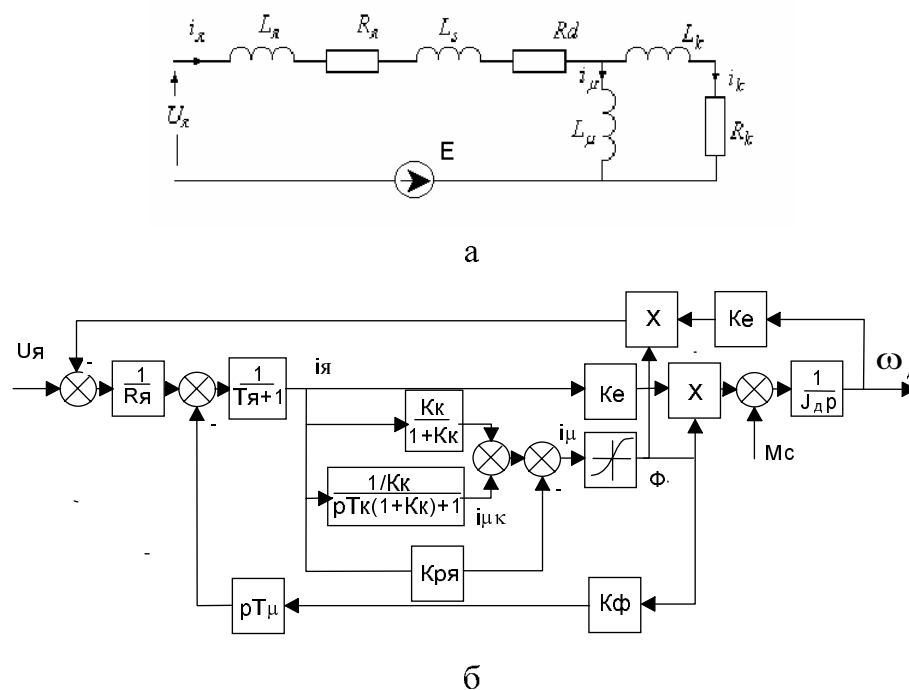 iя Lя Rя Ls Rd Lk
iμ ik
Uя Lμ Rk
E
а
X Ke
Uя - ω
1/Rя 1/Tя+1 iя Ke X 1/Jдp
- Kк/1+Kк iμ Mc
1/Kк/pTк(1+Kк)+1 iμк - Ф
Kря
pTμ Kф
б